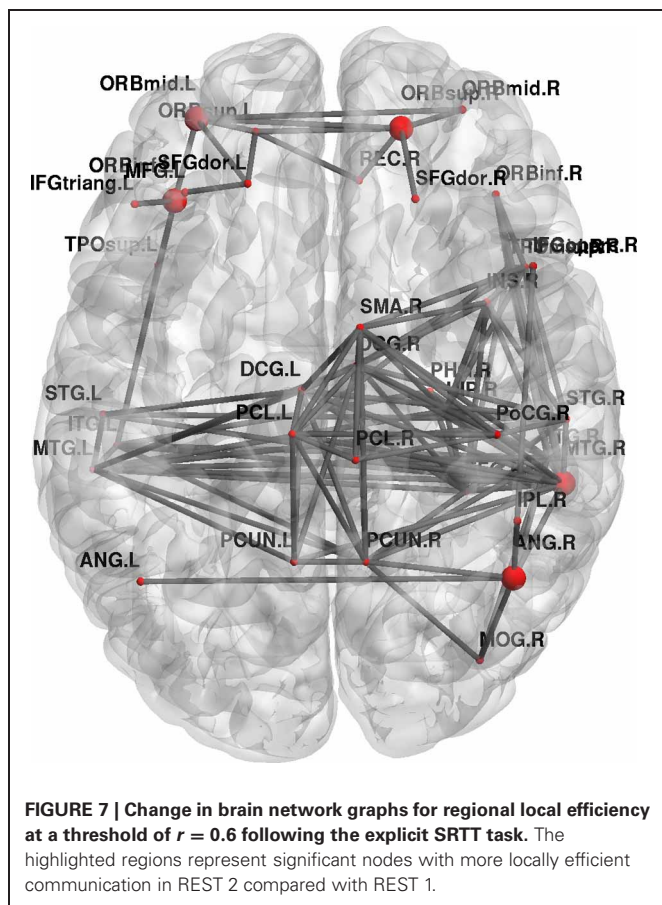 ORBmid.L
ORBmid.R
ORBsup.R
ORBsup.L
REC.R
SFGdor.L
MFG.L
IFGtriang.L
SFGdor.R
ORBinf.R
TPOsup.L
INS.R
SMA.R
DCG.R
DCG.L
STG.L
STG.R
PCL.L
PoCG.R
ITG.L
MTG.L
PCL.R
MTG.R
IPL.R
PCUN.L
PCUN.R
ANG.R
ANG.L
MOG.R
FIGURE 7 | Change in brain network graphs for regional local efficiency
at a threshold of r = 0.6 following the explicit SRTT task. The
highlighted regions represent significant nodes with more locally efficient
communication in REST 2 compared with REST 1.